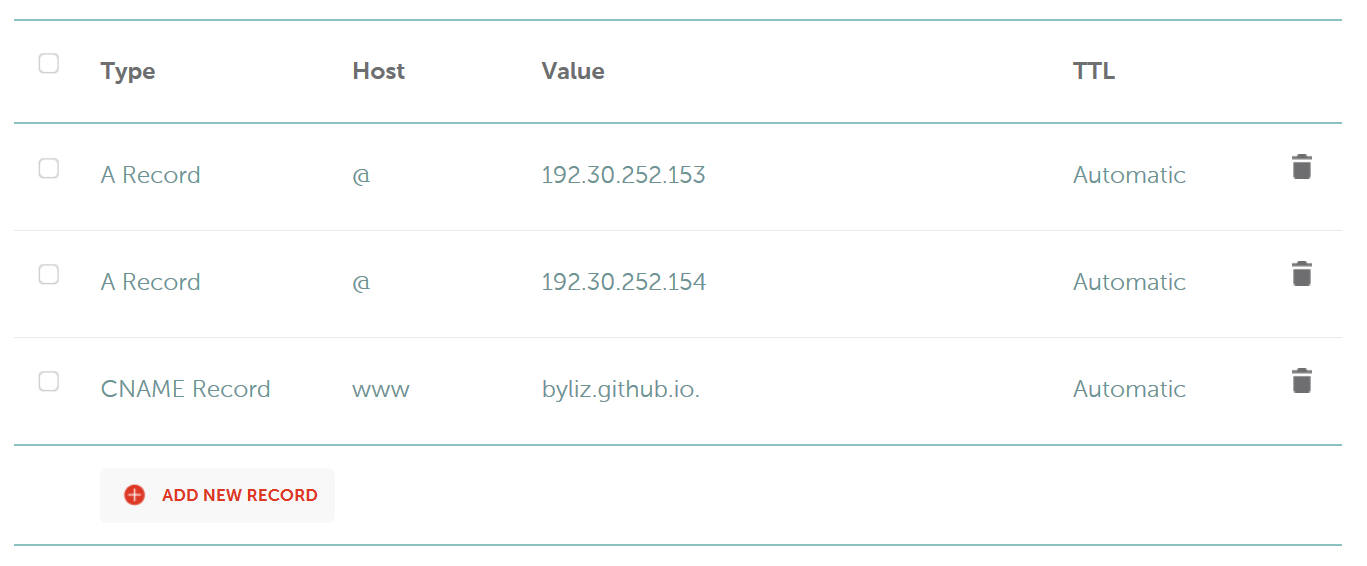 Type Host Value TTL
A Record @ 192.30.252.153 Automatic
A Record @ 192.30.252.154 Automatic
CNAME Record www byliz.github.io. Automatic
ADD NEW RECORD